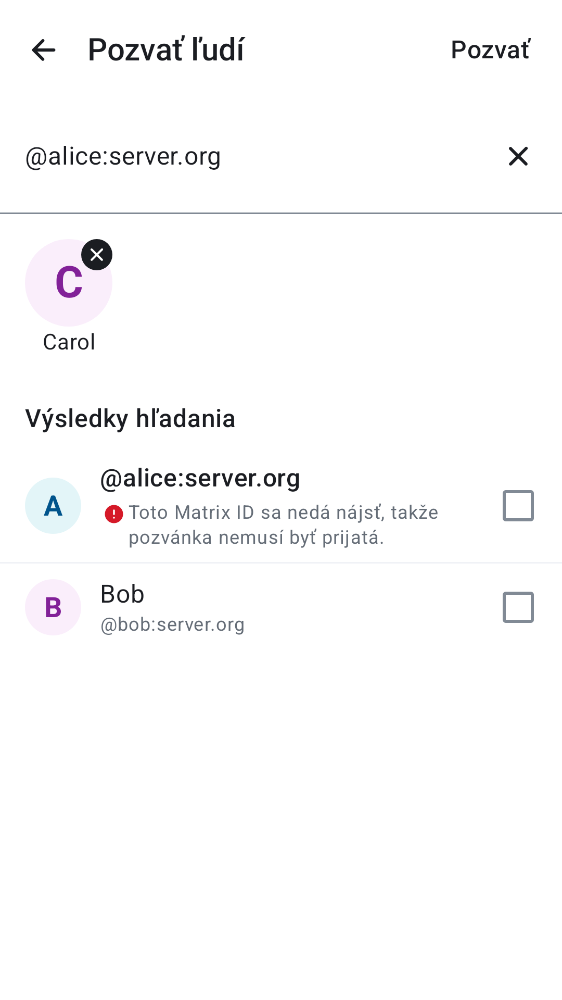 Pozvať ľudí
Pozvať
@alice:server.org
C
Carol
Výsledky hľadania
A
@alice:server.org
Toto Matrix ID sa nedá nájsť, takže
pozvánka nemusí byť prijatá.
B
Bob
@bob:server.org